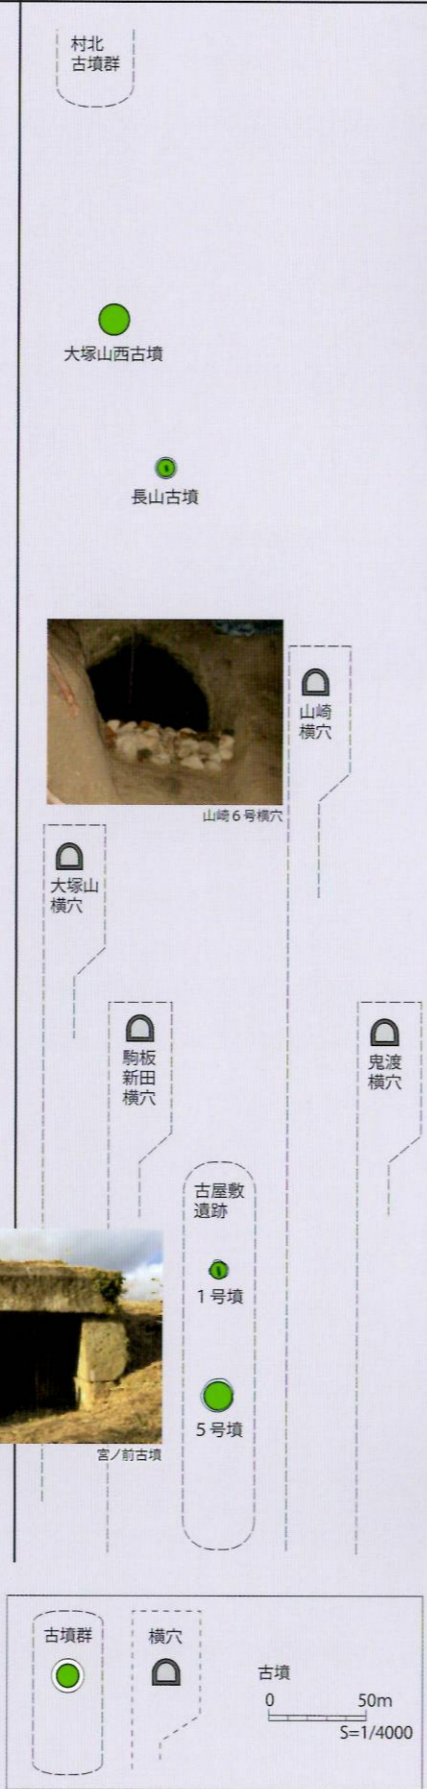 村北
古墳群
大塚山西古墳
長山古墳
山崎
横穴
山崎6号横穴
大塚山
横穴
駒板
新田
横穴
鬼渡
横穴
古屋敷
遺跡
1号墳
5号墳
宮ノ前古墳
古墳群
横穴
古墳
0 50m
S=1/4000